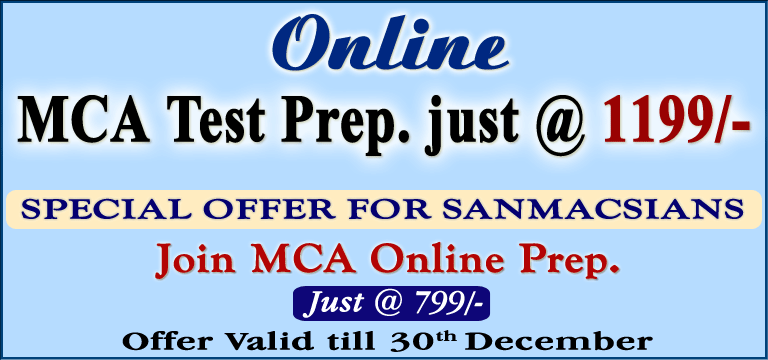 Online
MCA Test Prep. just @ 1199/-
SPECIAL OFFER FOR SANMACSIANS
Join MCA Online Prep.
Just @ 799/-
Offer Valid till 30th December